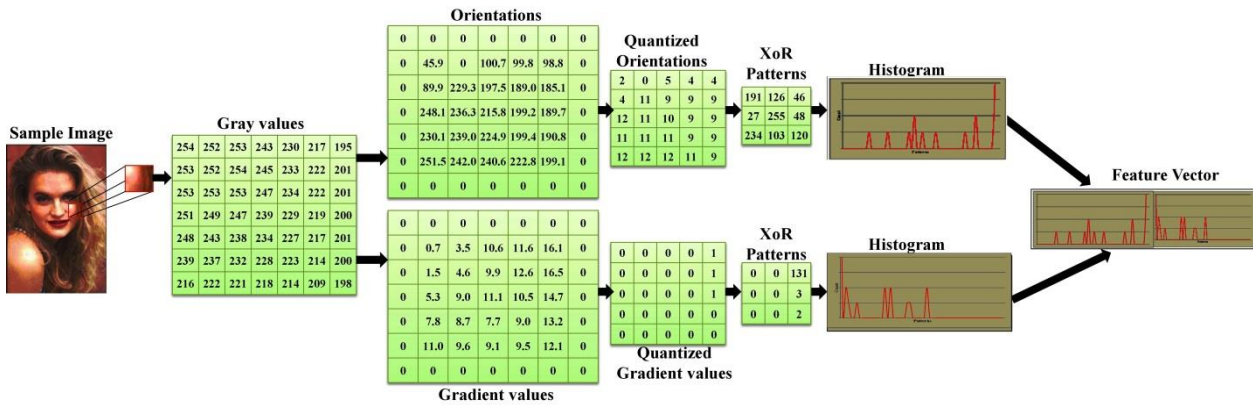 Sample Image
Gray values
254 252 253 243 230 217 195
253 252 254 245 233 222 201
253 253 253 247 234 222 201
251 249 247 239 229 219 200
248 243 238 234 227 217 201
239 237 232 228 223 214 200
216 222 221 218 214 209 198
Orientations
0 0 0 0 0 0 0
0 45.9 0 100.7 99.8 98.8 0
0 89.9 229.3 197.5 189.0 185.1 0
0 248.1 236.3 215.8 199.2 189.7 0
0 230.1 239.0 224.9 199.4 190.8 0
0 251.5 242.0 240.6 222.8 199.1 0
0 0 0 0 0 0 0
Quantized
Orientations
2 0 5 4 4
4 11 9 9 9
12 11 10 9 9
11 11 11 9 9
12 12 12 11 9
XoR
Patterns
191 126 46
27 255 48
234 103 120
Histogram
0 0 0 0 0 0 0
0 0.7 3.5 10.6 11.6 16.1 0
0 1.5 4.6 9.9 12.6 16.5 0
0 5.3 9.0 11.1 10.5 14.7 0
0 7.8 8.7 7.7 9.0 13.2 0
0 11.0 9.6 9.1 9.5 12.1 0
0 0 0 0 0 0 0
Gradient values
0 0 0 0 1
0 0 0 0 1
0 0 0 0 1
0 0 0 0 0
0 0 0 0 0
Quantized
Gradient values
XoR
Patterns
0 0 131
0 0 3
0 0 2
Histogram
Feature Vector